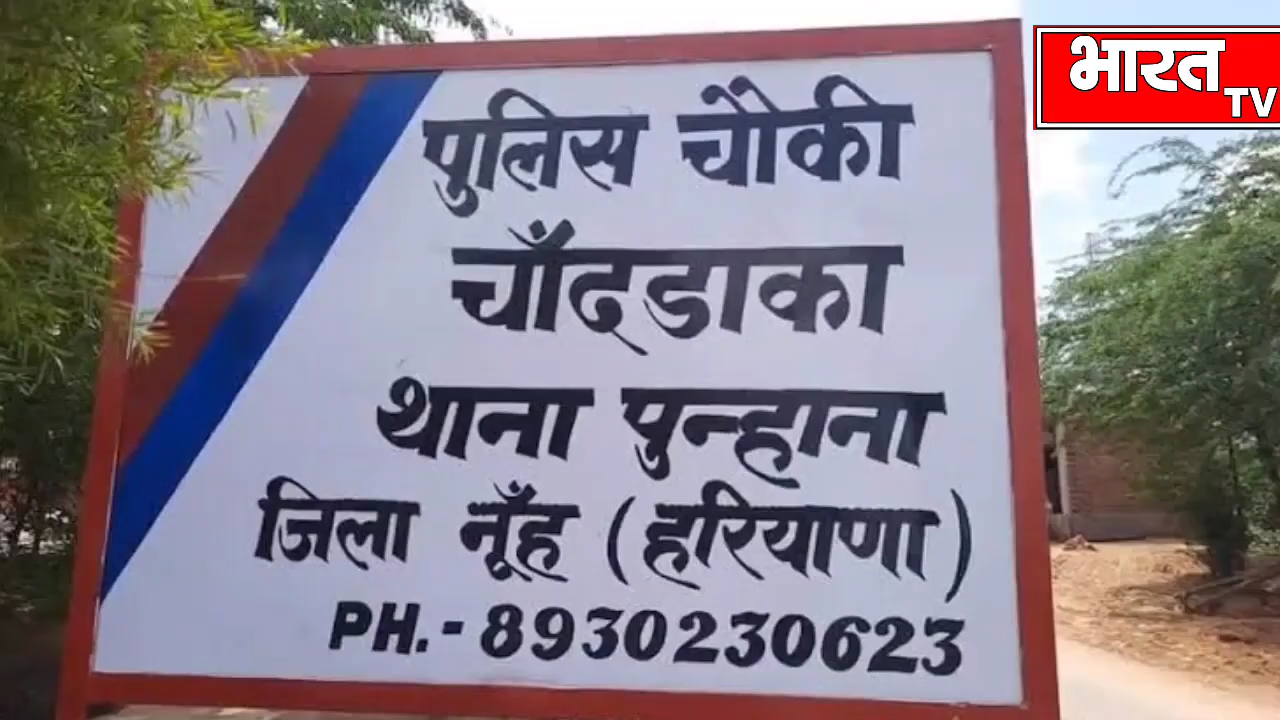 पुलिस चौकी
चाँदडाका
थाना पुन्हाना
जिला नूँह (हरियाणा)
PH.- 8930230623
भारत
TV